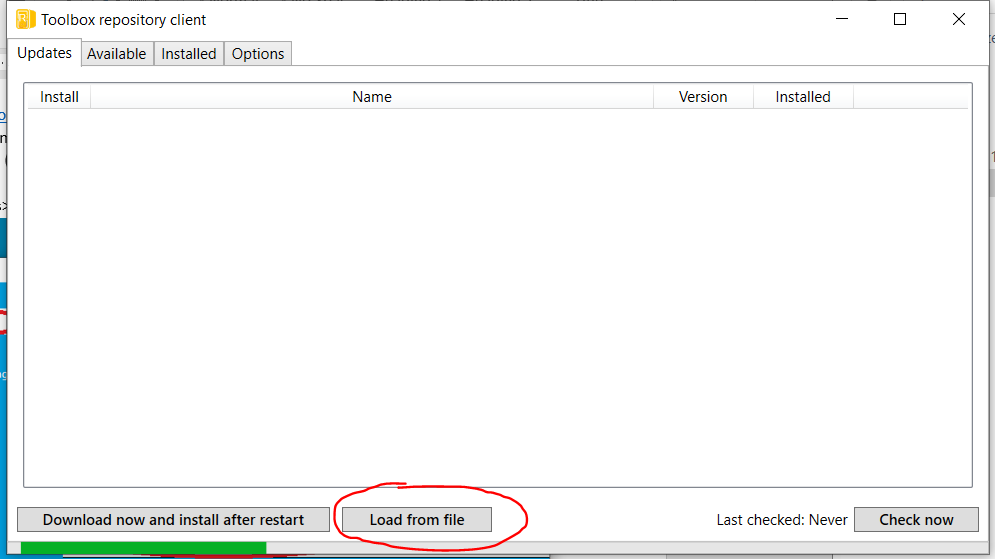 Toolbox repository client
Updates Available Installed Options
Install Name Version Installed
Download now and install after restart Load from file Last checked: Never Check now